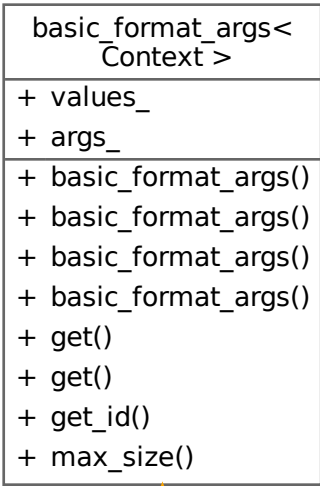 basic_format_args<
Context >
+ values_
+ args_
+ basic_format_args()
+ basic_format_args()
+ basic_format_args()
+ basic_format_args()
+ get()
+ get()
+ get_id()
+ max_size()